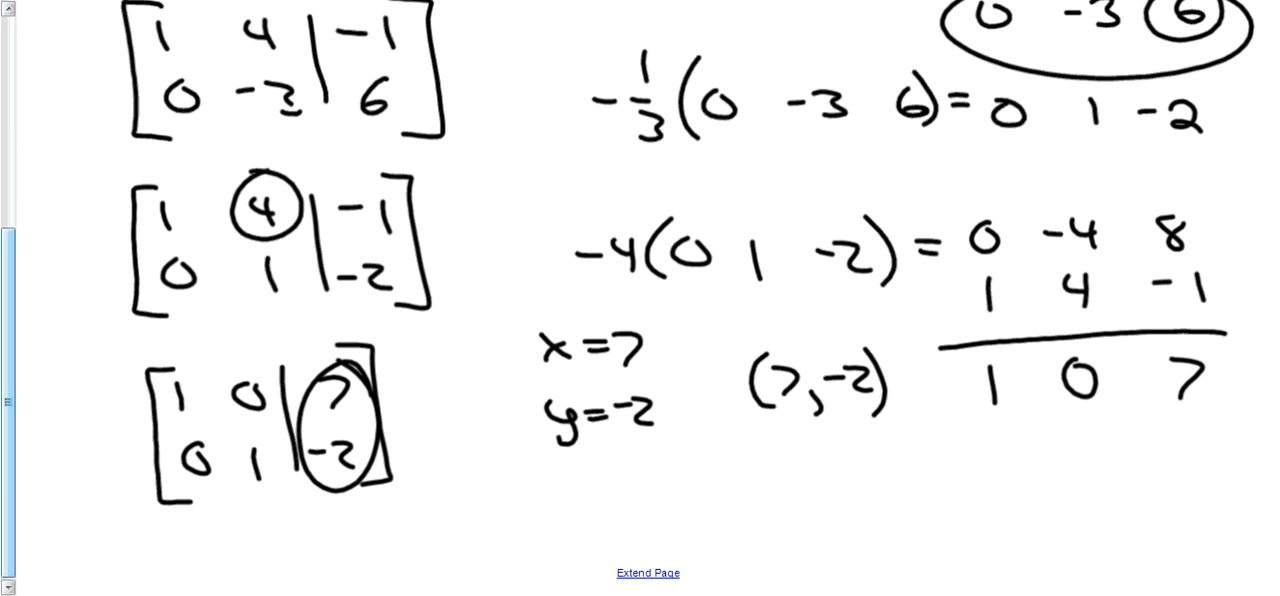 [1 4 | -1]
[0 -3 | 6]
0 -3 6
-1/3 (0 -3 6) = 0 1 -2
[1 4 | -1]
[0 1 | -2]
-4(0 1 -2) = 0 -4 8
1 4 -1
1 0 7
[1 0 | 7]
[0 1 | -2]
x=7
y=-2
(7,-2)
Extend Page